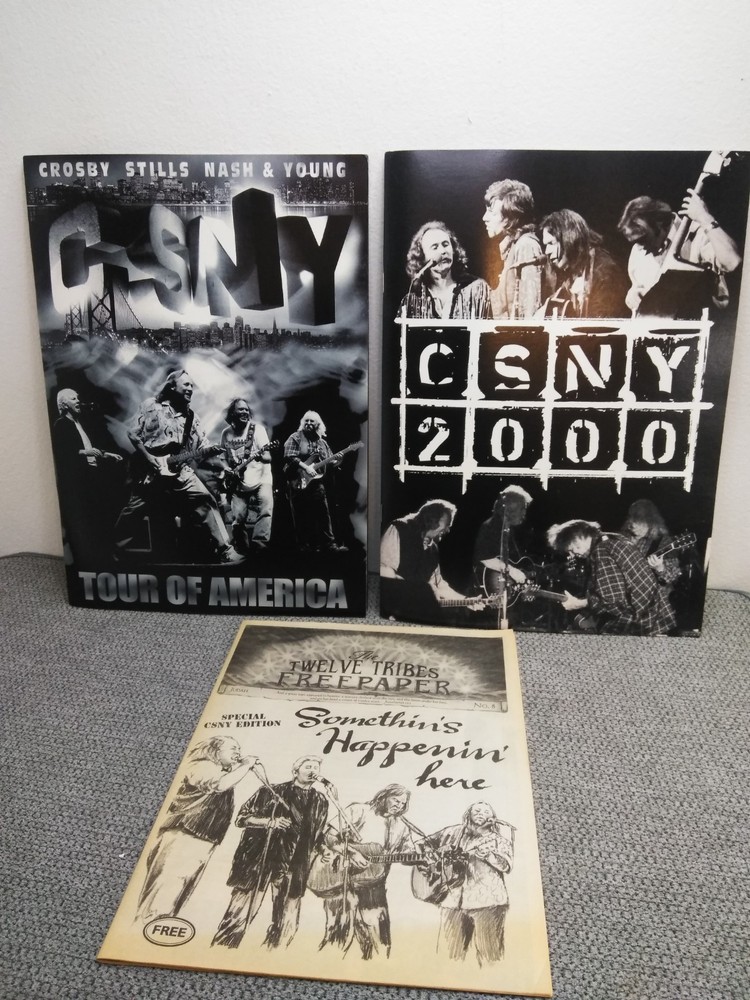 CROSBY STILLS NASH & YOUNG
CSNY
TOUR OF AMERICA
CSNY
2000
The
TWELVE TRIBES
FREEPAPER
No.
SPECIAL
CSNY EDITION
Somethin's
Happenin'
here
FREE